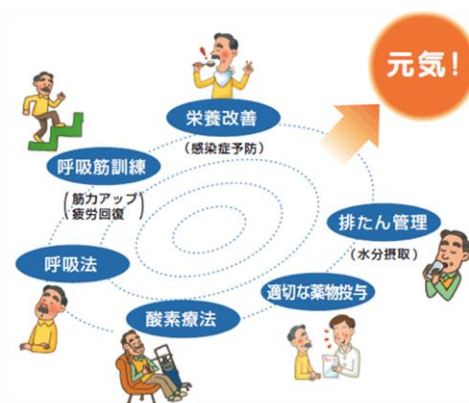 元気!
栄養改善
(感染症予防)
呼吸筋訓練
(筋力アップ
疲労回復)
排たん管理
(水分摂取)
呼吸法
適切な薬物投与
酸素療法